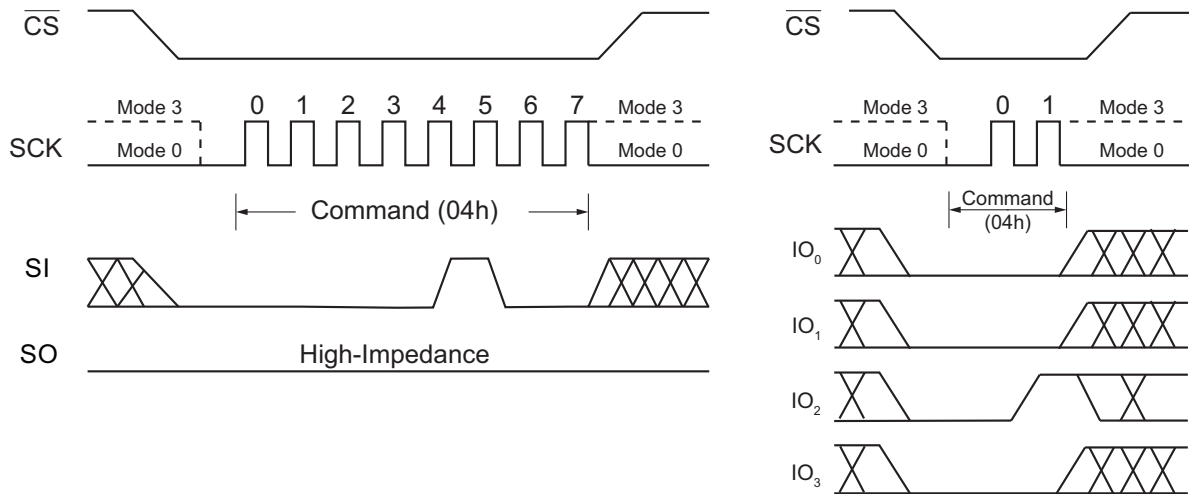 CS
Mode 3
0 1 2 3 4 5 6 7
Mode 3
SCK
Mode 0
Mode 0
Command (04h)
SI
SO
High-Impedance
CS
Mode 3
0 1
Mode 3
SCK
Mode 0
Mode 0
Command
(04h)
IO0
IO1
IO2
IO3